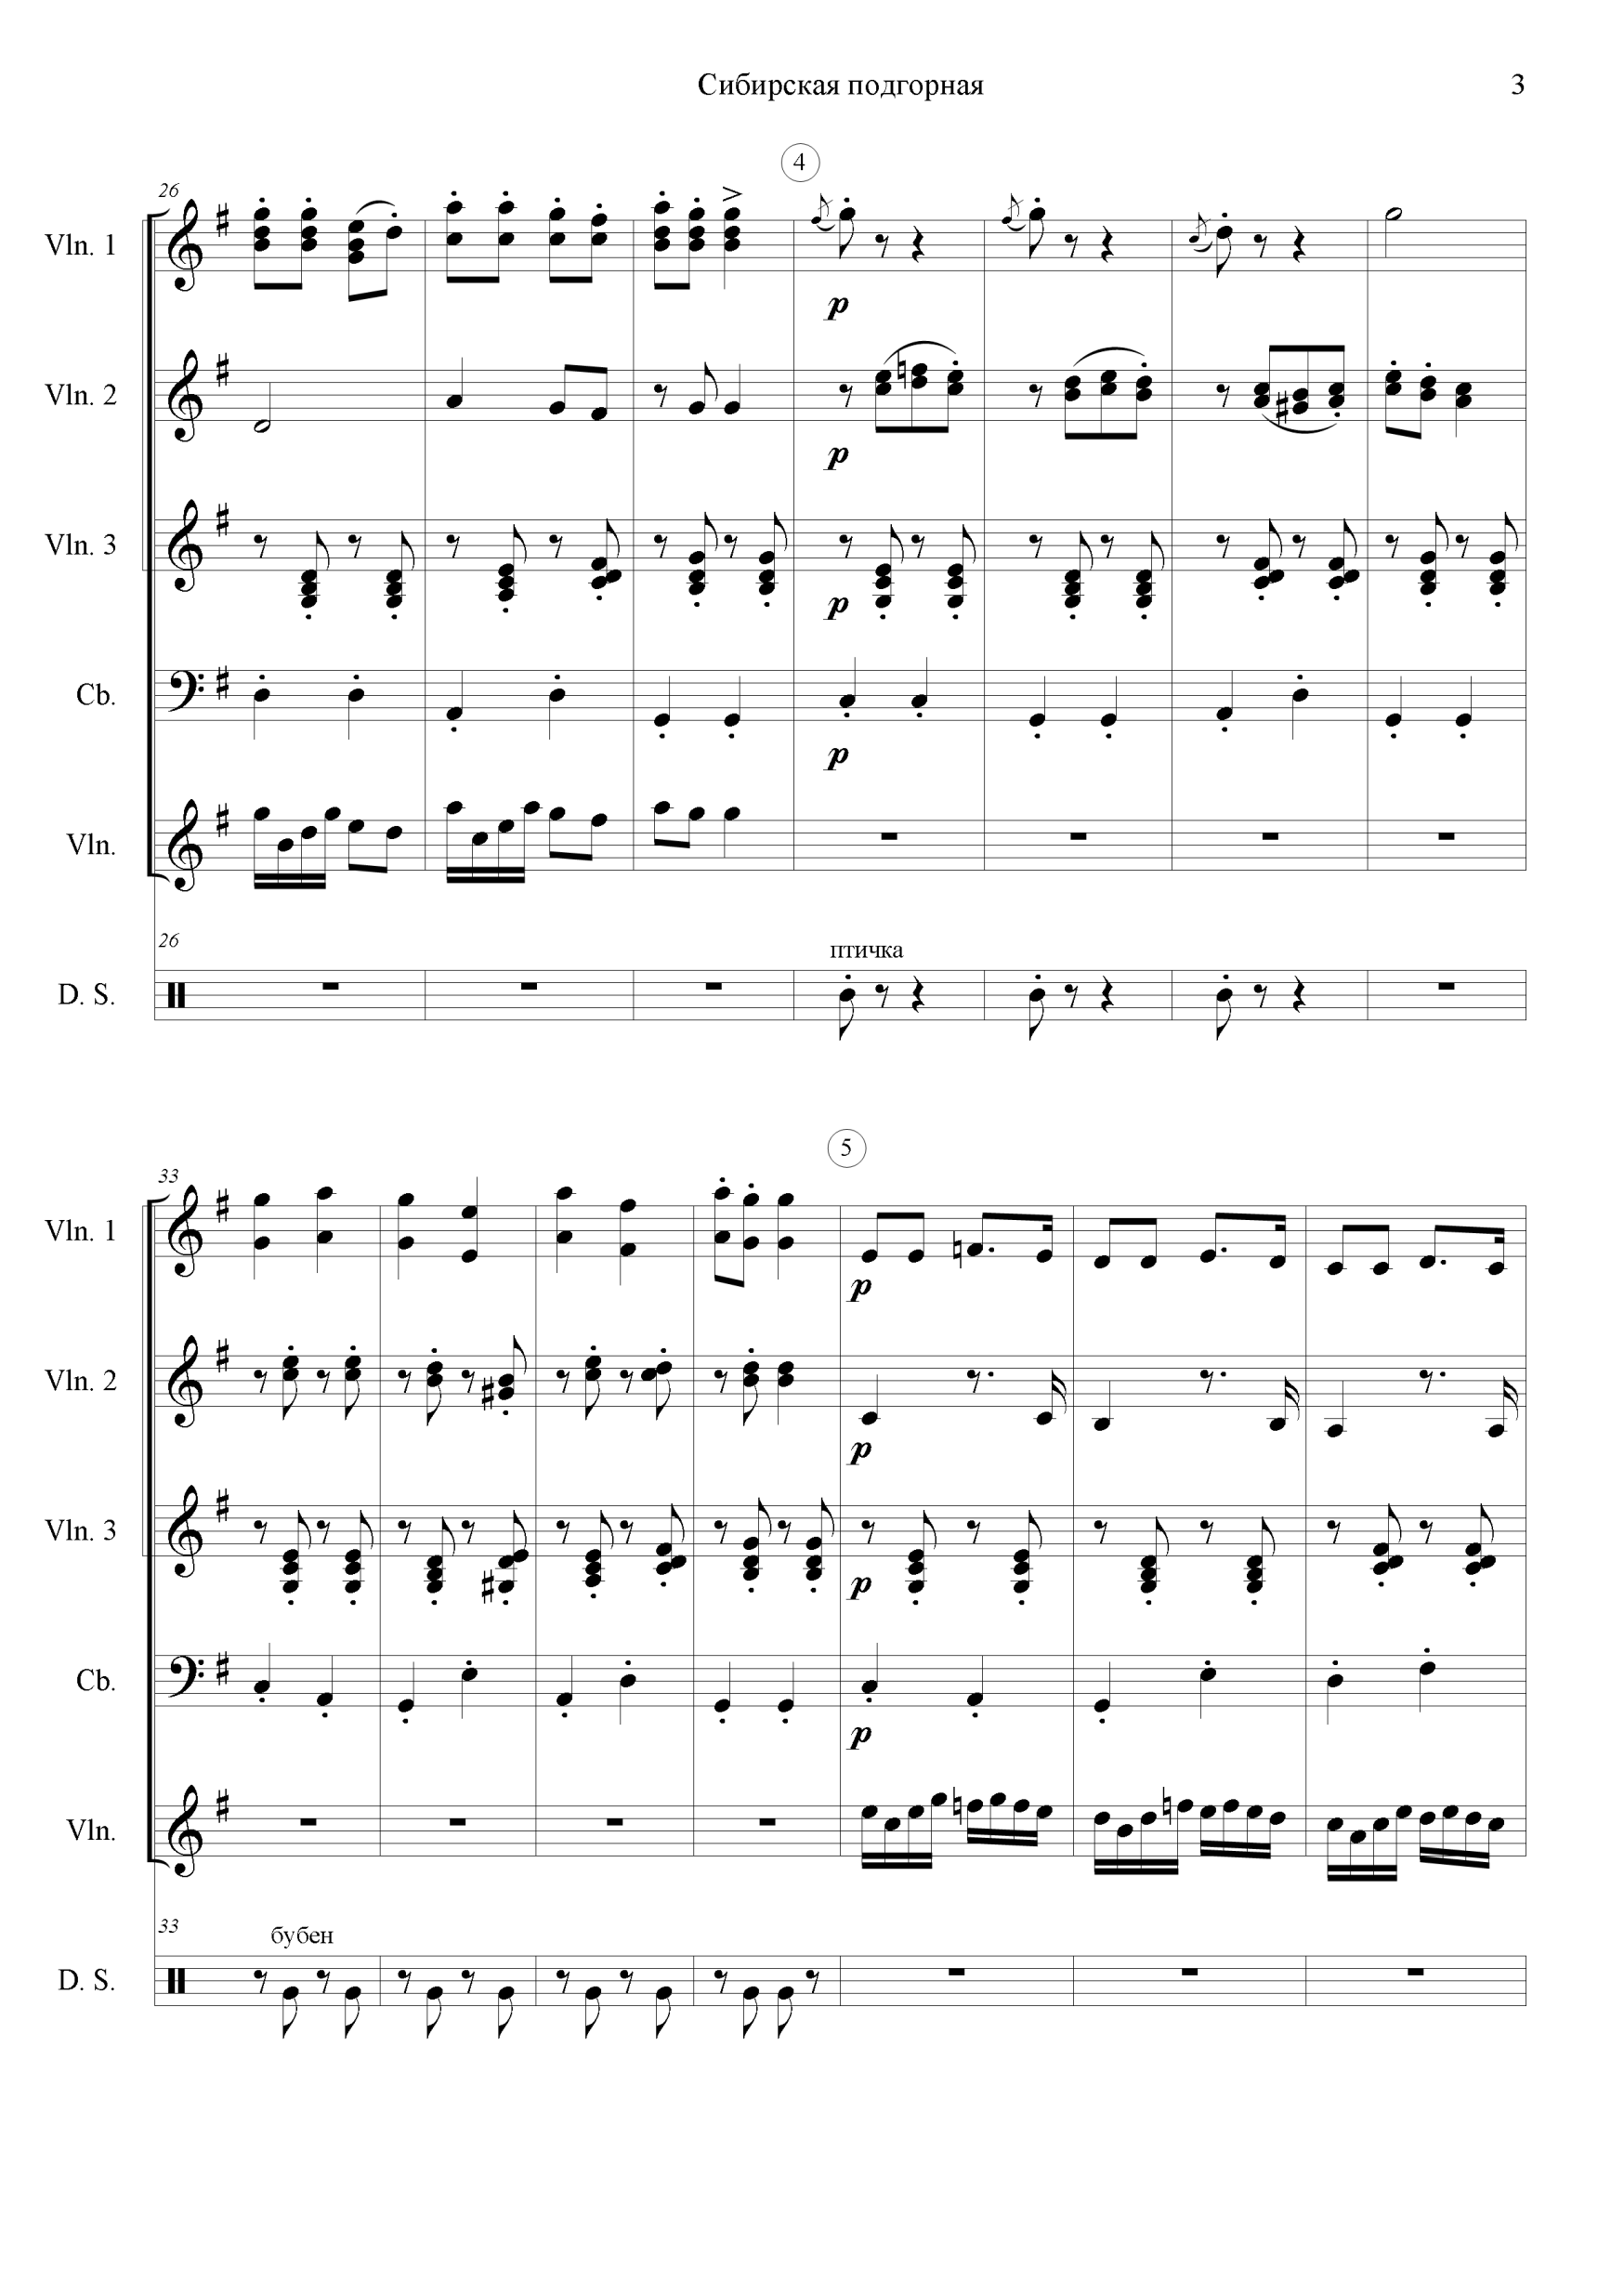 Сибирская подгорная 3
4
26
Vln. 1
p
Vln. 2
p
Vln. 3
p
Cb.
p
Vln.
26
птичка
D. S.
5
33
Vln. 1
p
Vln. 2
p
Vln. 3
p
Cb.
p
Vln.
33
бубен
D. S.